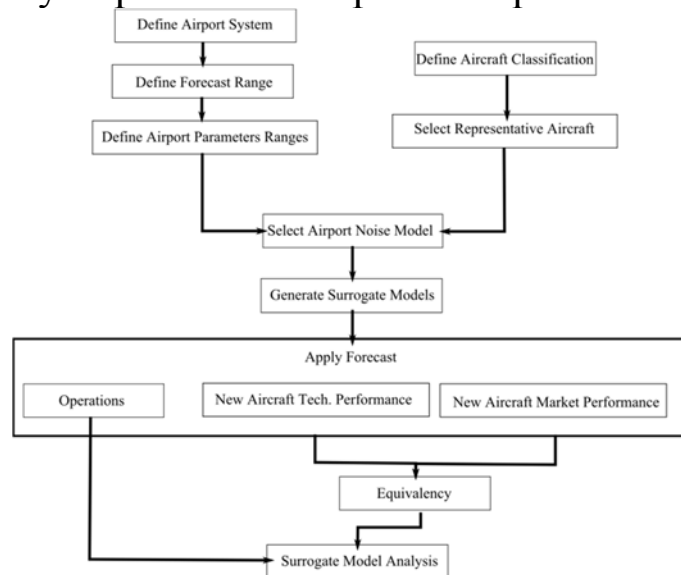 Define Airport System
Define Forecast Range
Define Airport Parameters Ranges
Define Aircraft Classification
Select Representative Aircraft
Select Airport Noise Model
Generate Surrogate Models
Apply Forecast
Operations
New Aircraft Tech. Performance
New Aircraft Market Performance
Equivalency
Surrogate Model Analysis